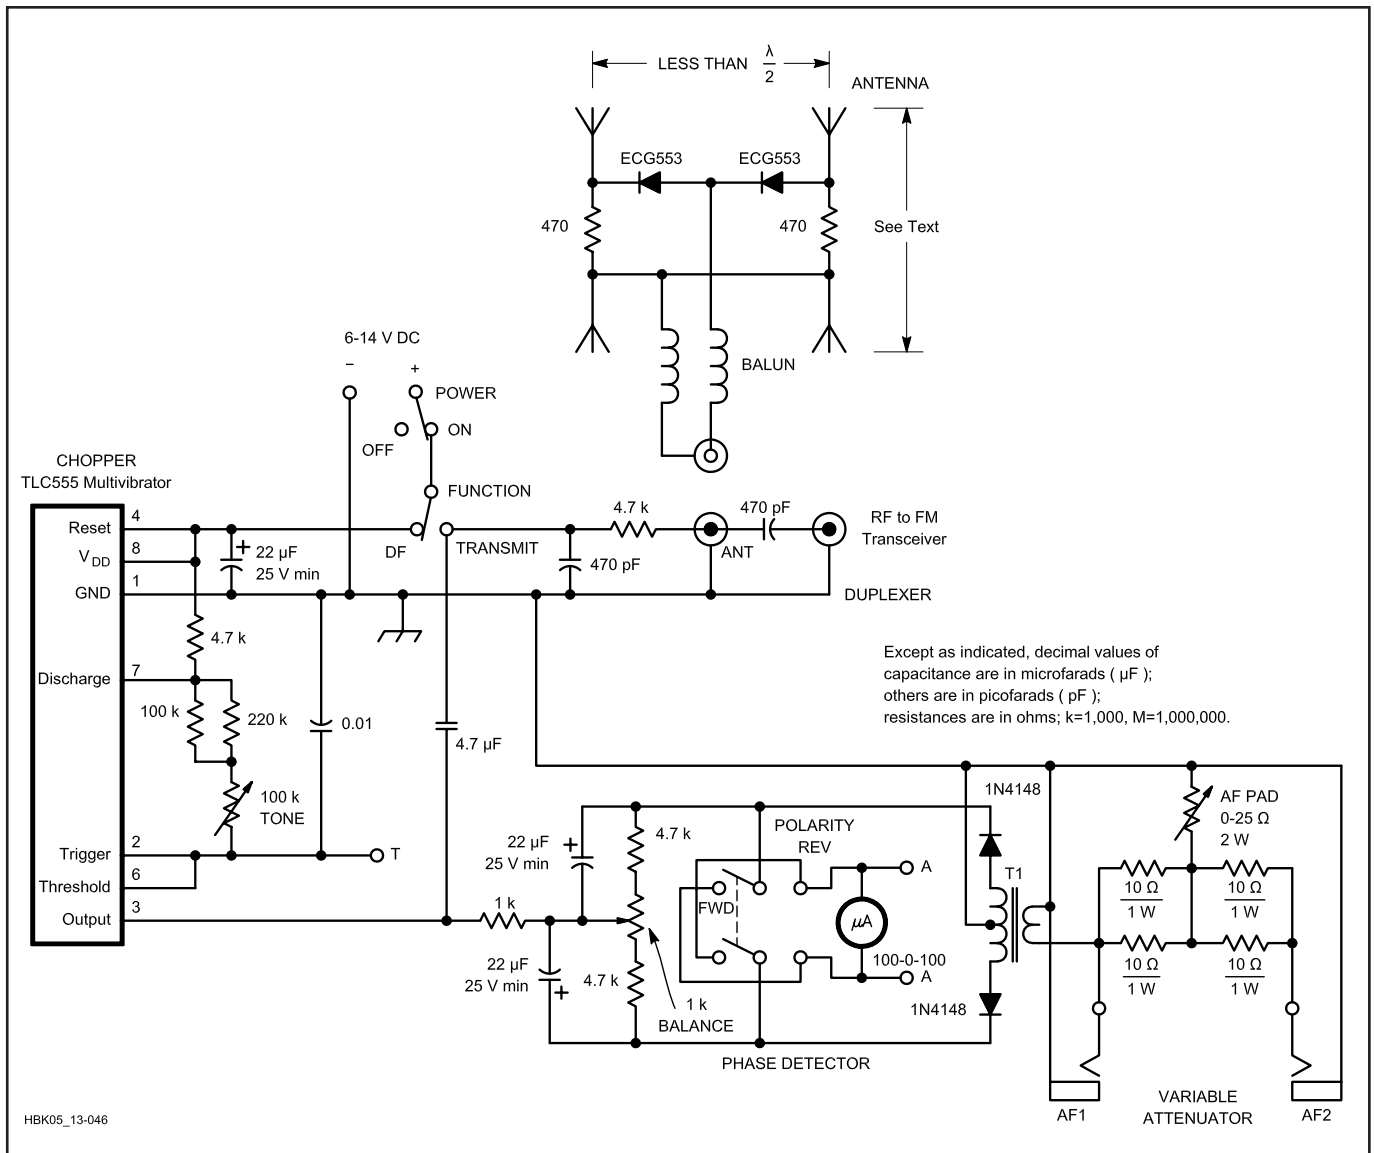 LESS THAN λ/2
ANTENNA
ECG553
ECG553
470
470
See Text
6-14 V DC
–
+
POWER
BALUN
OFF
ON
CHOPPER
TLC555 Multivibrator
FUNCTION
Reset
4
DF
TRANSMIT
4.7 k
470 pF
ANT
RF to FM
Transceiver
VDD
8
+
22 µF
25 V min
470 pF
GND
1
DUPLEXER
4.7 k
Except as indicated, decimal values of
capacitance are in microfarads ( µF );
others are in picofarads ( pF );
resistances are in ohms; k=1,000, M=1,000,000.
Discharge
7
100 k
220 k
0.01
4.7 µF
100 k
TONE
1N4148
AF PAD
0-25 Ω
2 W
22 µF
25 V min
+
4.7 k
POLARITY
REV
Trigger
2
T
A
T1
Threshold
6
FWD
10 Ω
1 W
10 Ω
1 W
Output
3
1 k
µA
22 µF
25 V min
+
4.7 k
100-0-100
A
10 Ω
1 W
10 Ω
1 W
1 k
BALANCE
1N4148
PHASE DETECTOR
VARIABLE
ATTENUATOR
AF1
AF2
HBK05_13-046